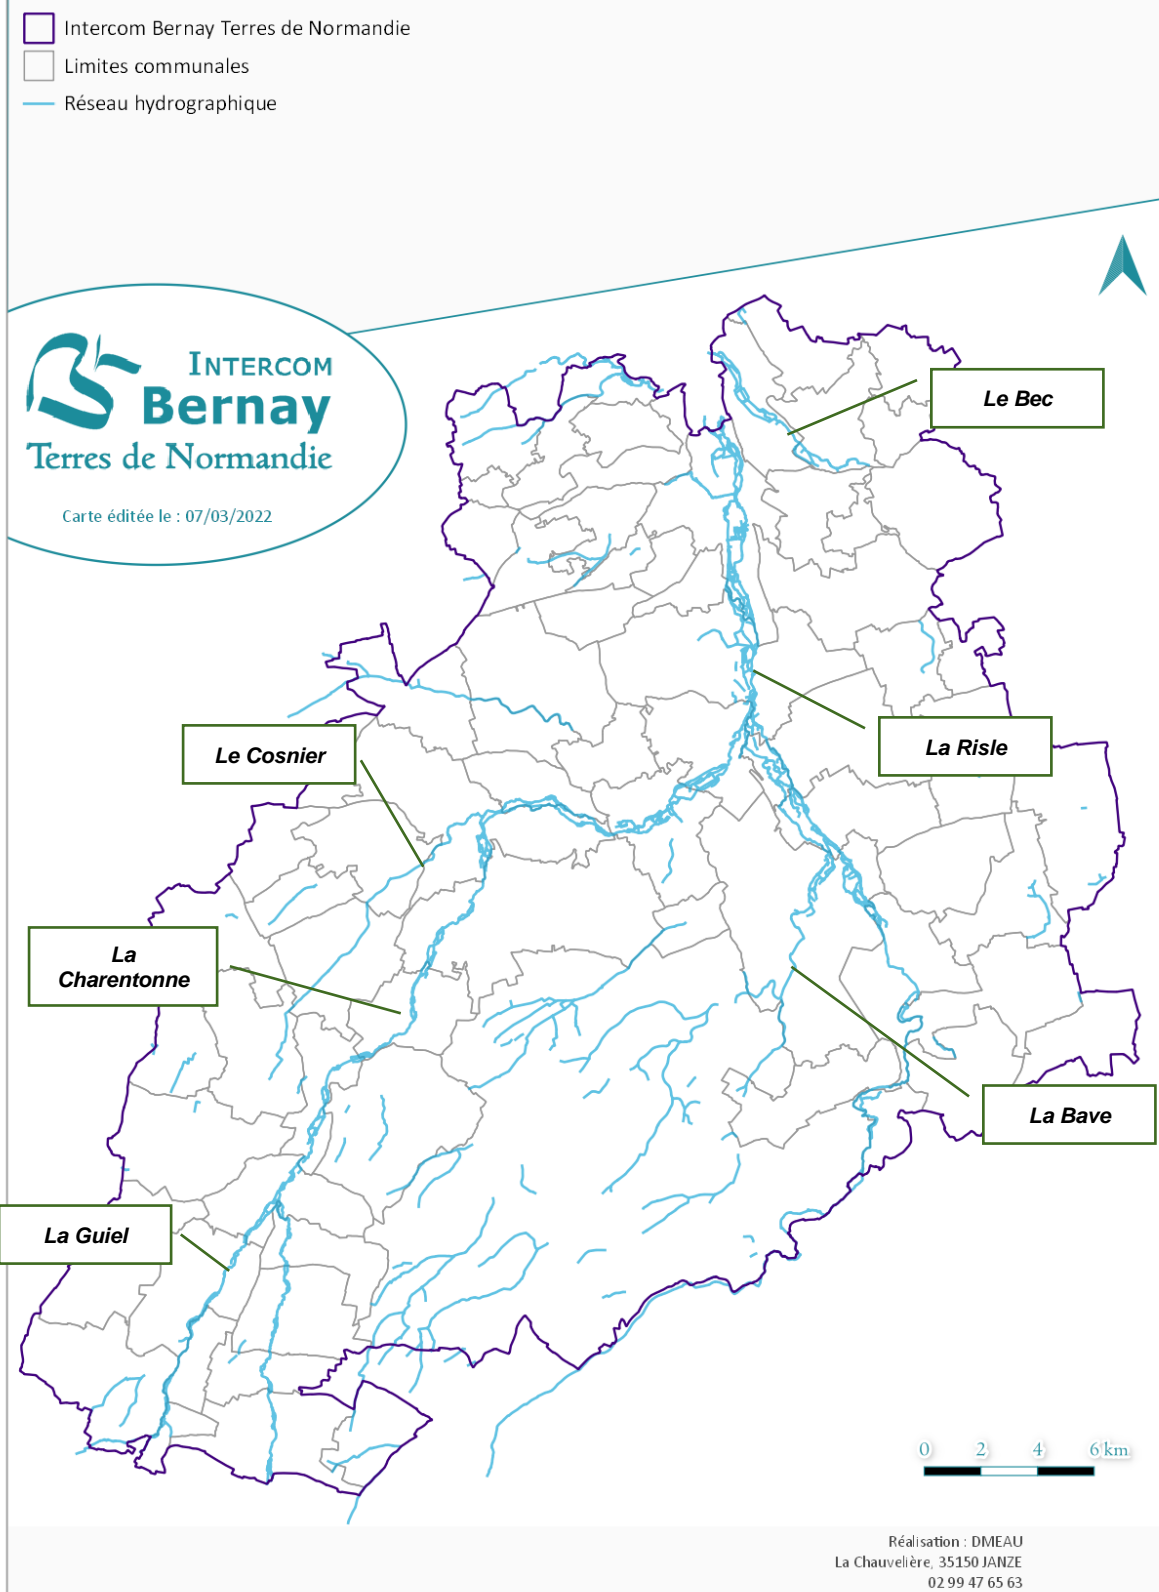 Intercom Bernay Terres de Normandie
Limites communales
Réseau hydrographique
INTERCOM
Bernay
Terres de Normandie
Carte éditée le : 07/03/2022
Le Bec
La Risle
Le Cosnier
La
Charentonne
La Bave
La Guiel
0 2 4 6 km
Réalisation : DMEAU
La Chauvelière, 35150 JANZE
02 99 47 65 63